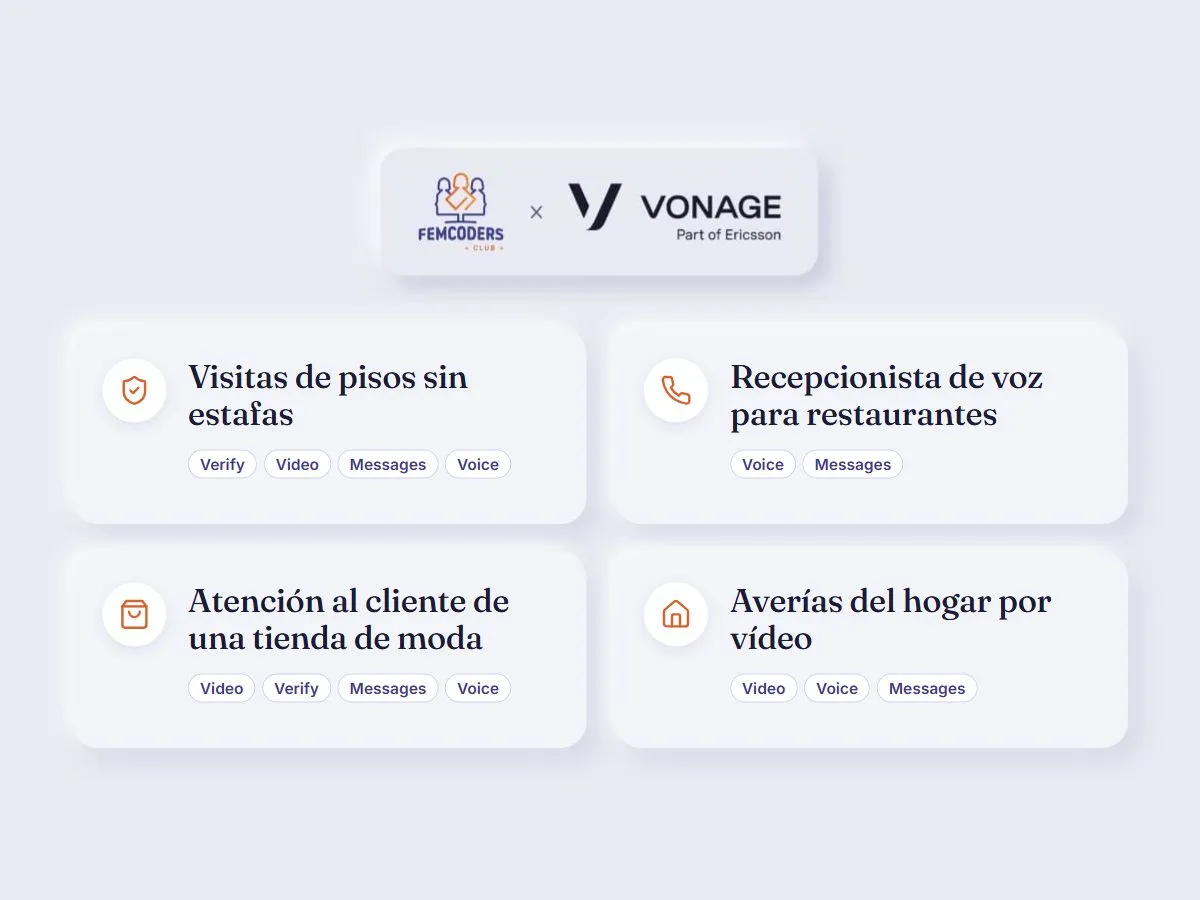 FEMCODERS
CLUB
x
VONAGE
Part of Ericsson
Visitas de pisos sin
estafas
Verify Video Messages Voice
Recepcionista de voz
para restaurantes
Voice Messages
Atención al cliente de
una tienda de moda
Video Verify Messages Voice
Averías del hogar por
vídeo
Video Voice Messages